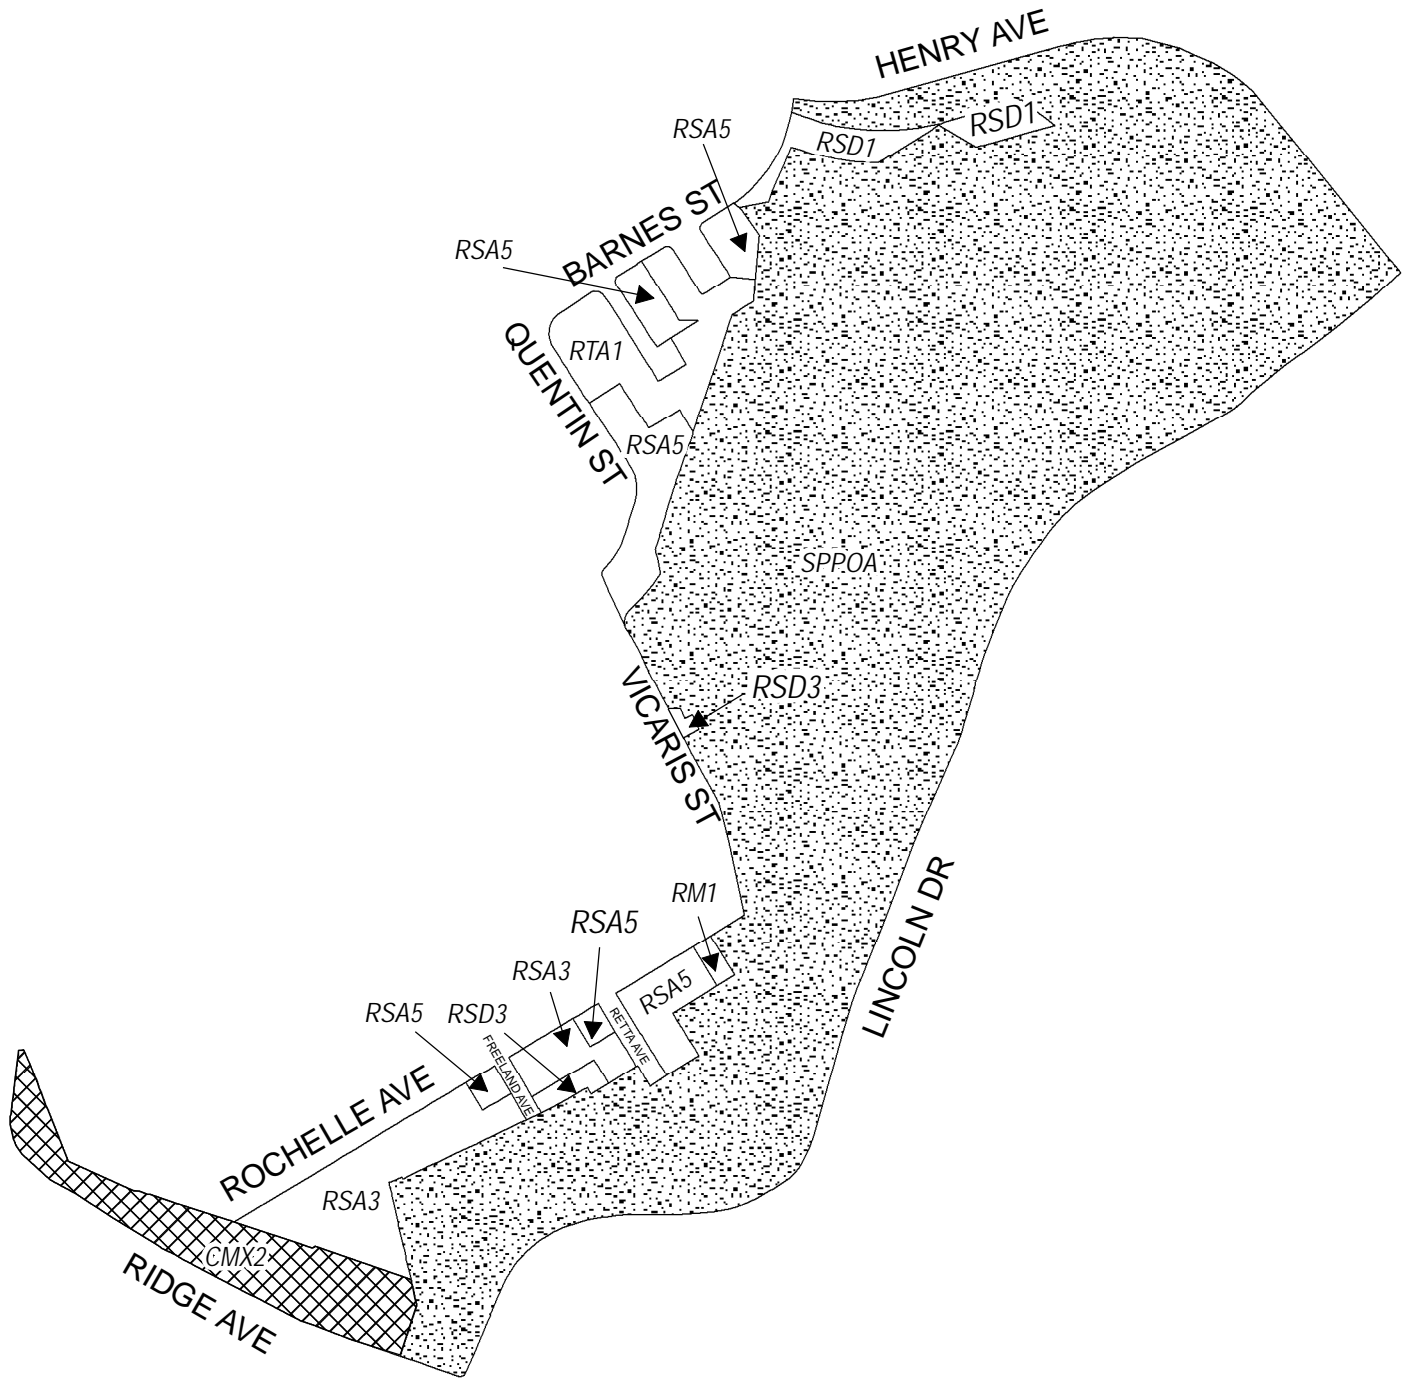 HENRY AVE
RSD1
RSA5
RSD1
BARNES ST
RSA5
QUENTIN ST
RTA1
RSA5
SPPOA
VICARIS ST
RSD3
LINCOLN DR
RM1
RSA5
RSA3
RSA5
RSA5
RSD3
RETTA AVE
FREELAND AVE
ROCHELLE AVE
RSA3
CMX2
RIDGE AVE